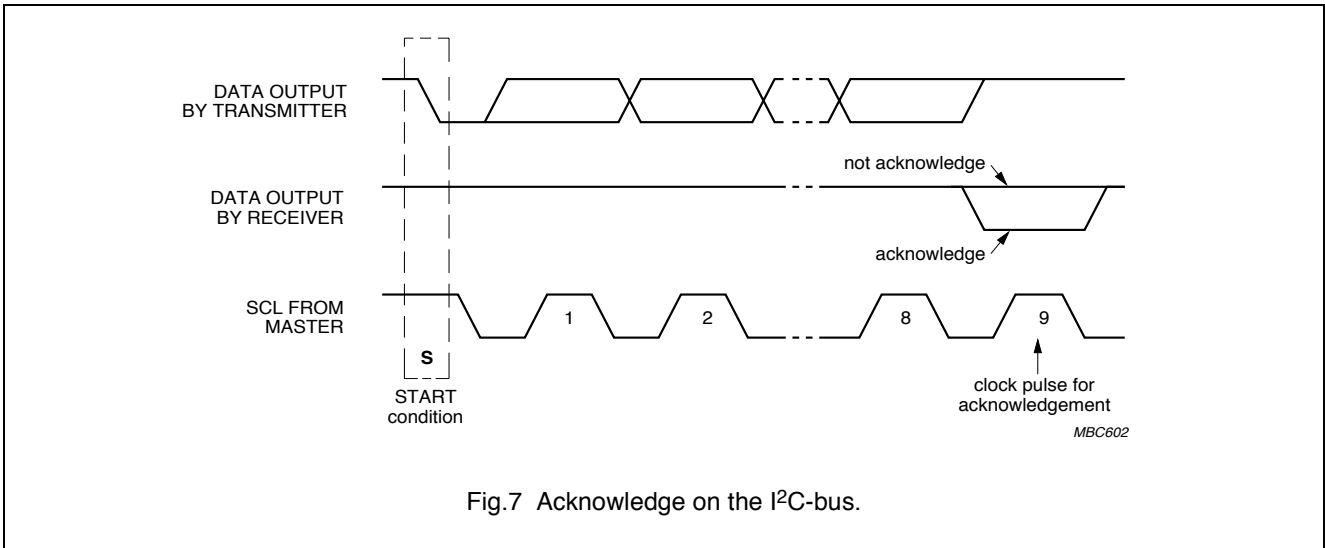 DATA OUTPUT
BY TRANSMITTER
not acknowledge
DATA OUTPUT
BY RECEIVER
acknowledge
SCL FROM
MASTER
1
2
8
9
S
START
condition
clock pulse for
acknowledgement
MBC602
Fig.7 Acknowledge on the I²C-bus.